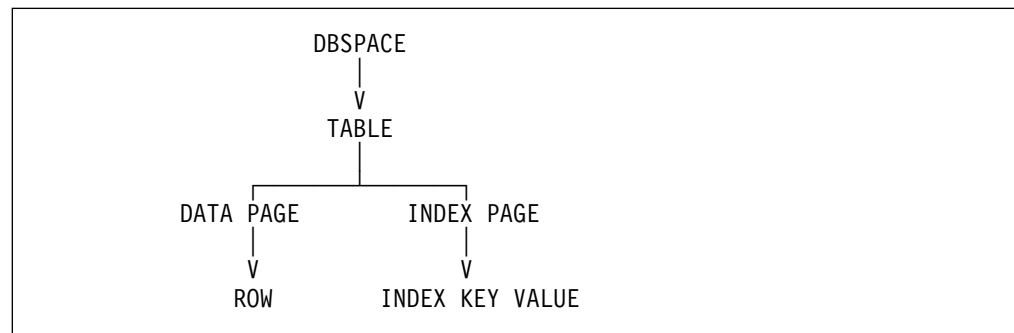 DBSPACE
V
TABLE
DATA PAGE INDEX PAGE
V V
ROW INDEX KEY VALUE